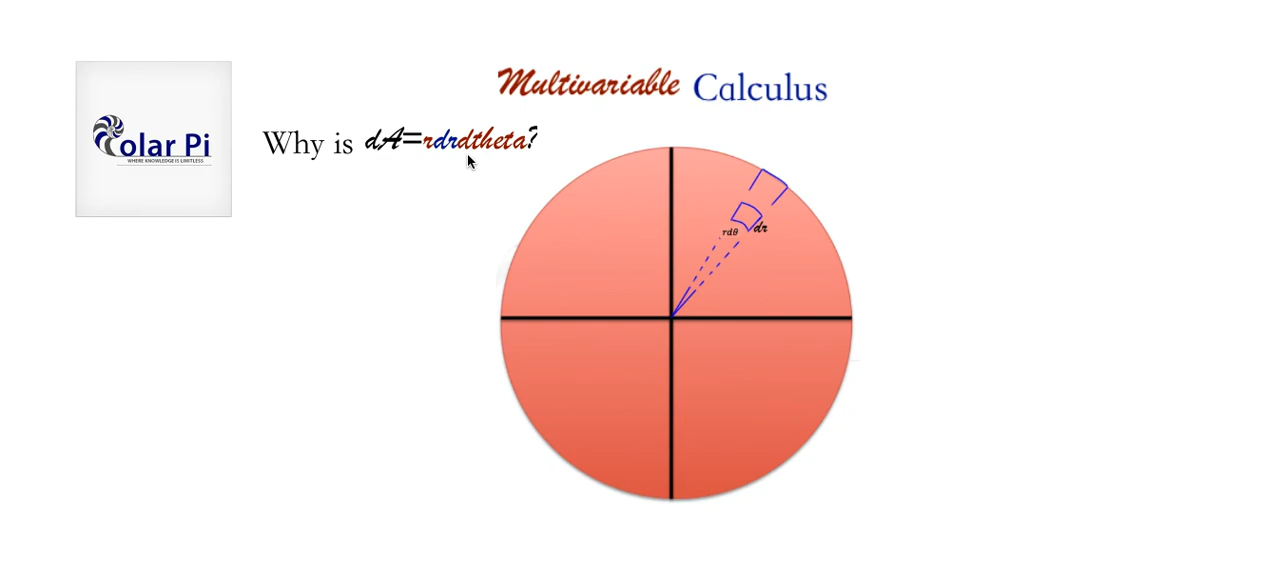 Multivariable Calculus
olar Pi
WHERE KNOWLEDGE IS LIMITLESS
Why is dA=rdrdtheta?
rdθ
dr